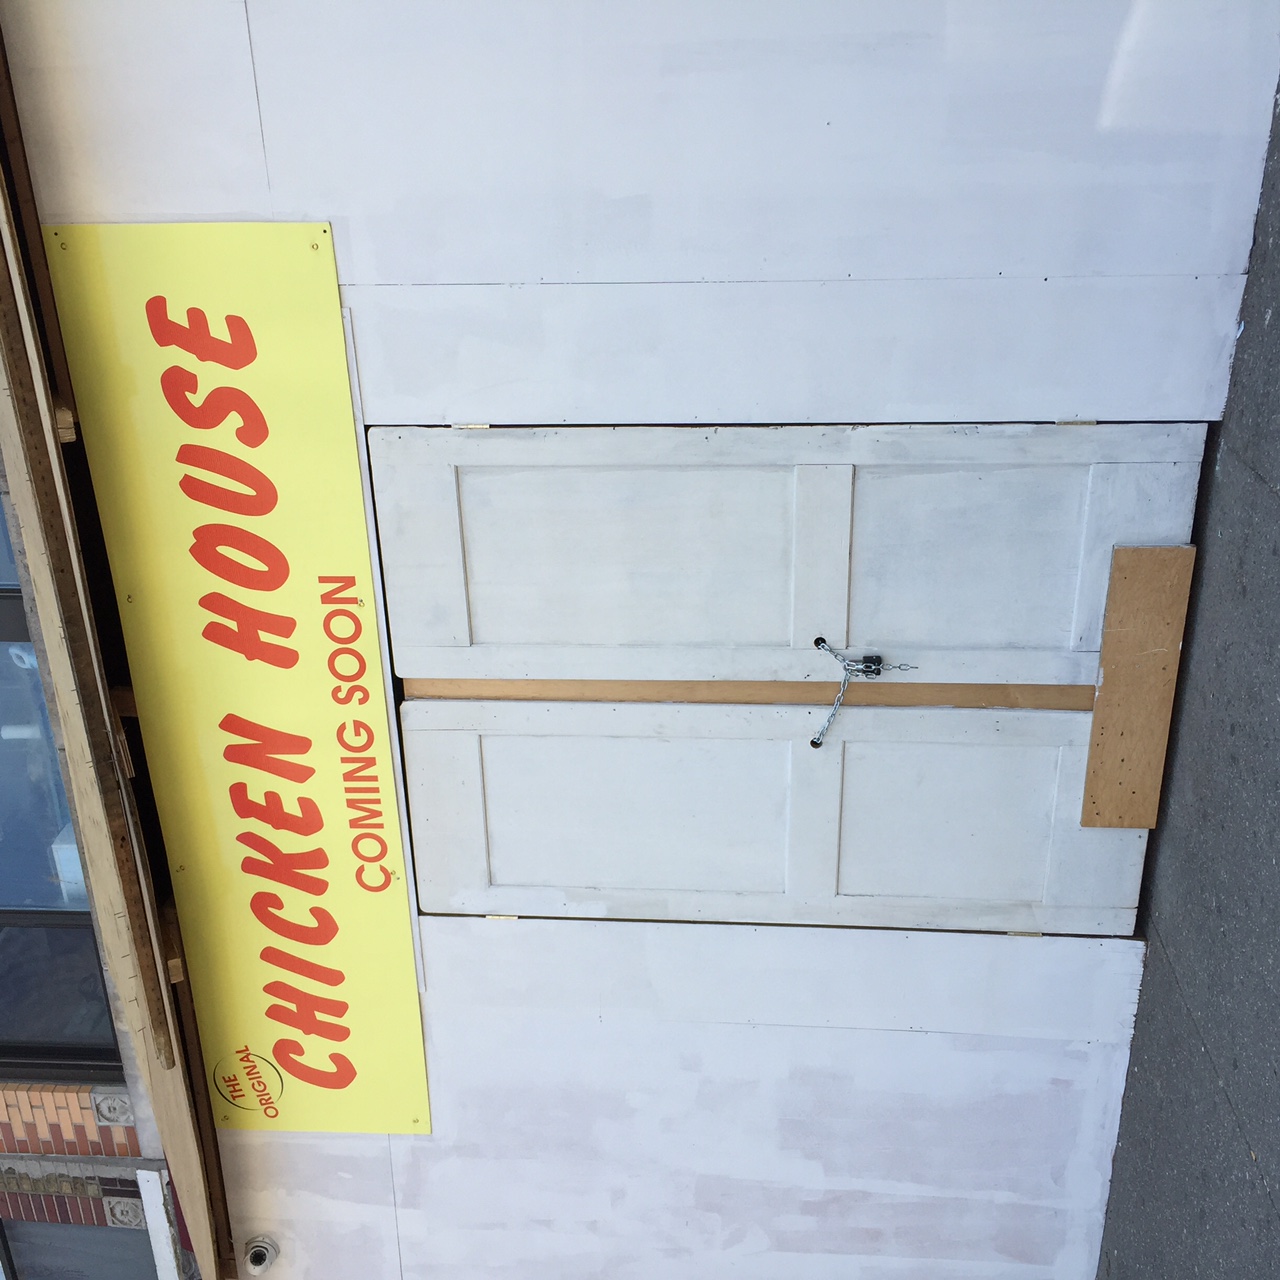 THE
ORIGINAL
CHICKEN HOUSE
COMING SOON